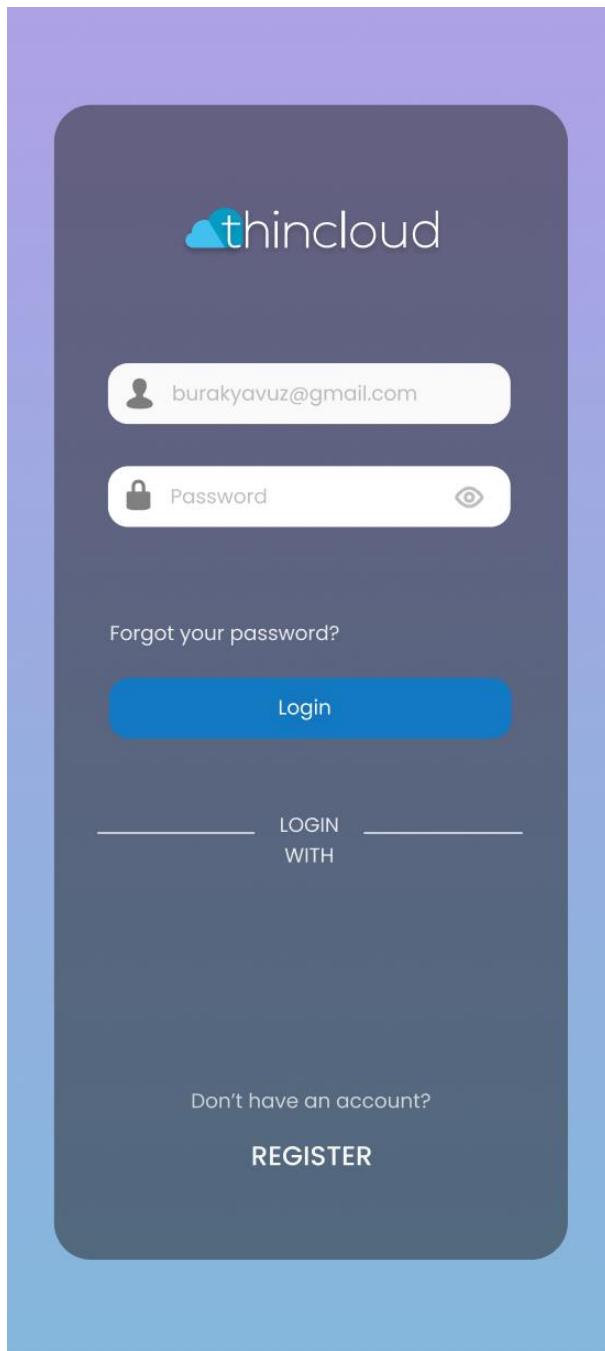 thincloud
burakyavuz@gmail.com
Password
Forgot your password?
Login
LOGIN
WITH
Don't have an account?
REGISTER